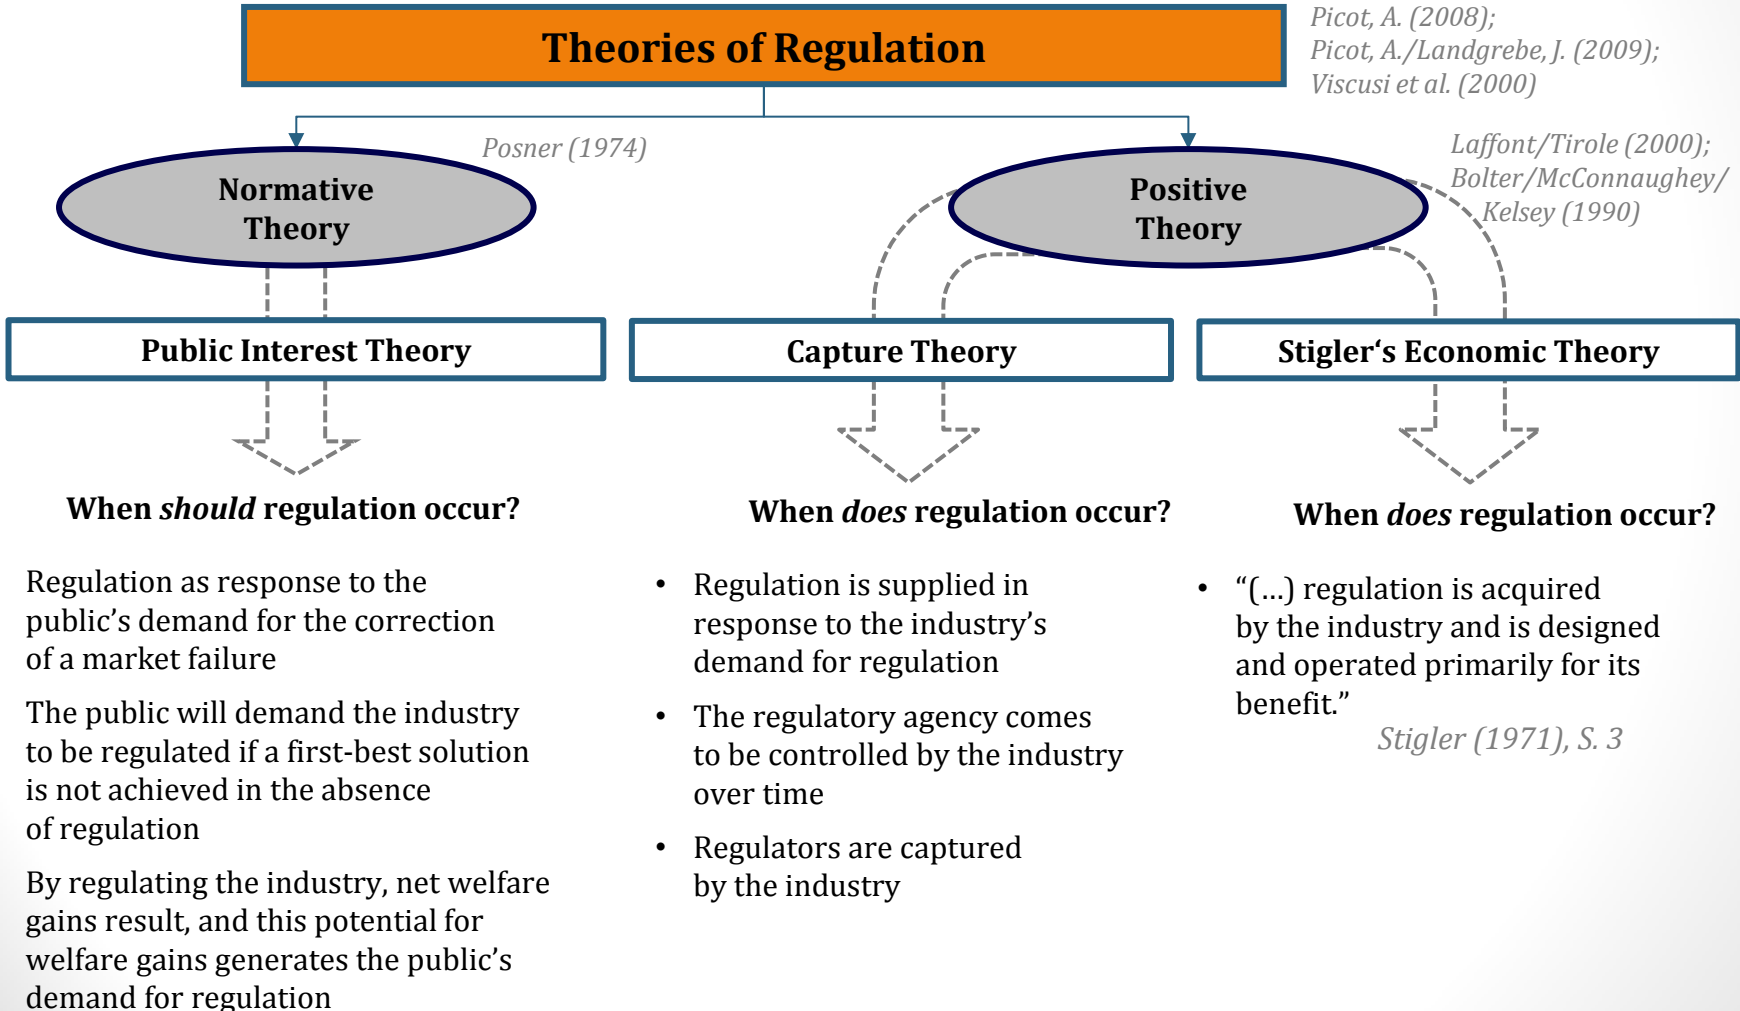 Theories of Regulation
Picot, A. (2008);
Picot, A./Landgrebe, J. (2009);
Viscusi et al. (2000)
Normative
Theory
Posner (1974)
Positive
Theory
Laffont/Tirole (2000);
Bolter/McConnaughey/
Kelsey (1990)
Public Interest Theory
When should regulation occur?
Regulation as response to the
public’s demand for the correction
of a market failure
The public will demand the industry
to be regulated if a first-best solution
is not achieved in the absence
of regulation
By regulating the industry, net welfare
gains result, and this potential for
welfare gains generates the public’s
demand for regulation
Capture Theory
When does regulation occur?
• Regulation is supplied in
response to the industry’s
demand for regulation
• The regulatory agency comes
to be controlled by the industry
over time
• Regulators are captured
by the industry
Stigler‘s Economic Theory
When does regulation occur?
• “(…) regulation is acquired
by the industry and is designed
and operated primarily for its
benefit.”
Stigler (1971), S. 3